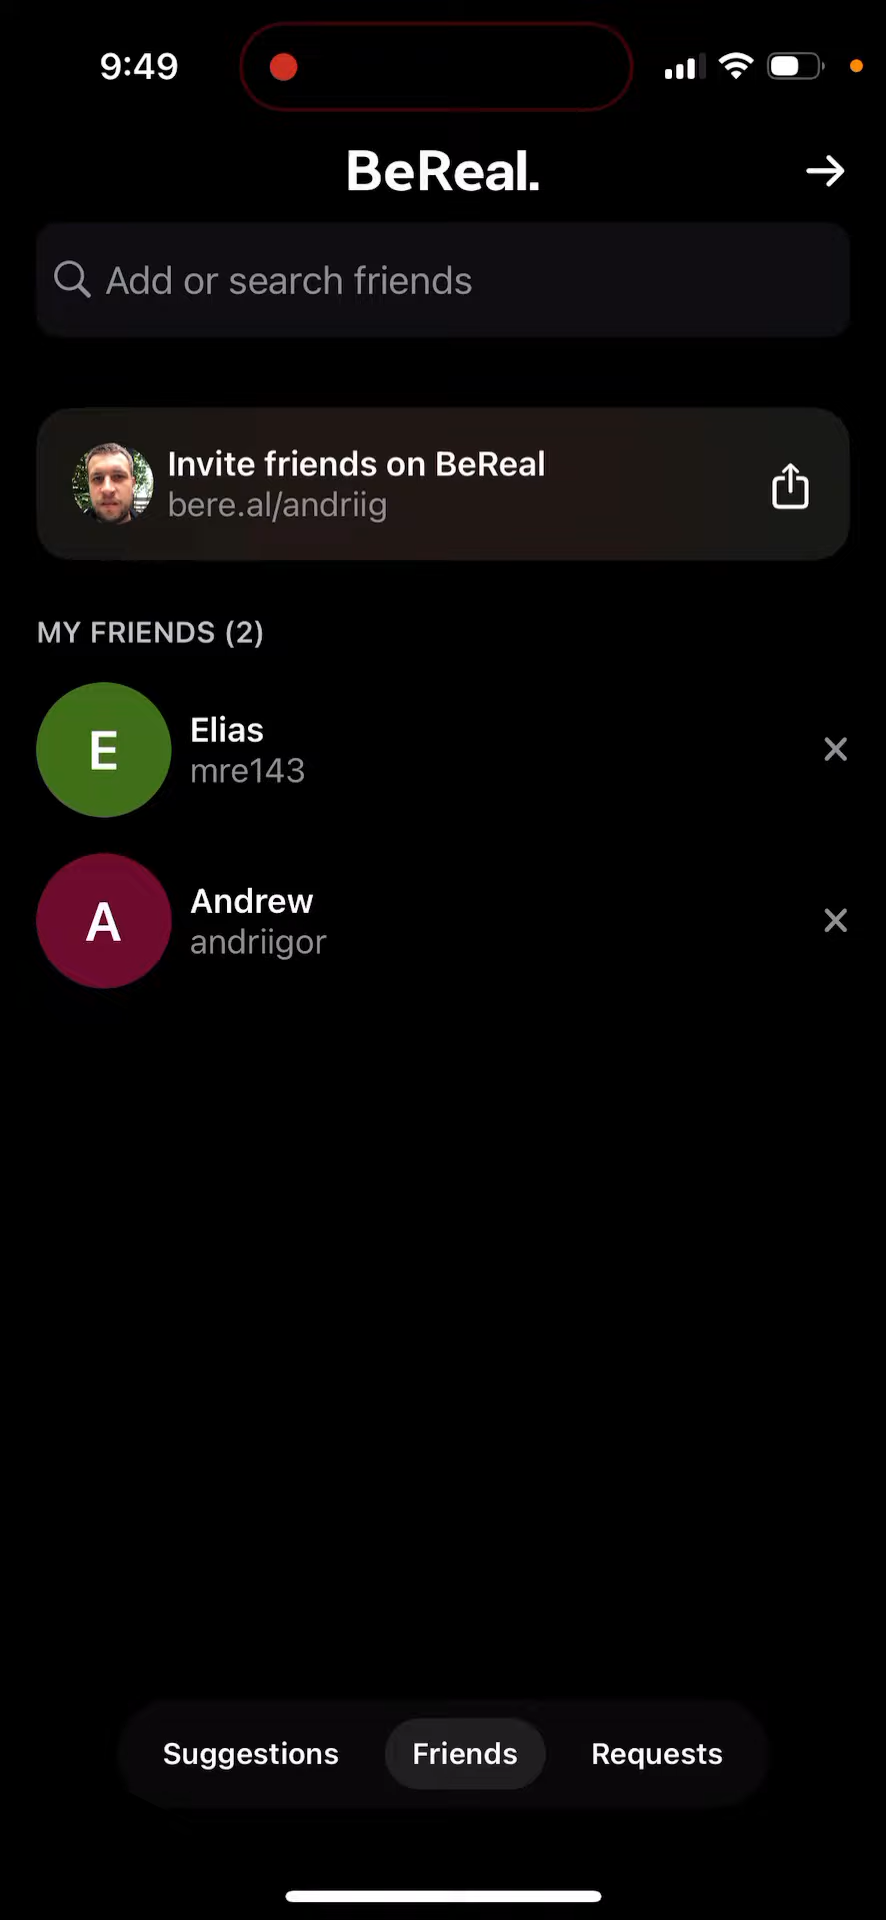 9:49
BeReal.
Add or search friends
Invite friends on BeReal
bere.al/andriig
MY FRIENDS (2)
E
Elias
mre143
A
Andrew
andriigor
Suggestions
Friends
Requests